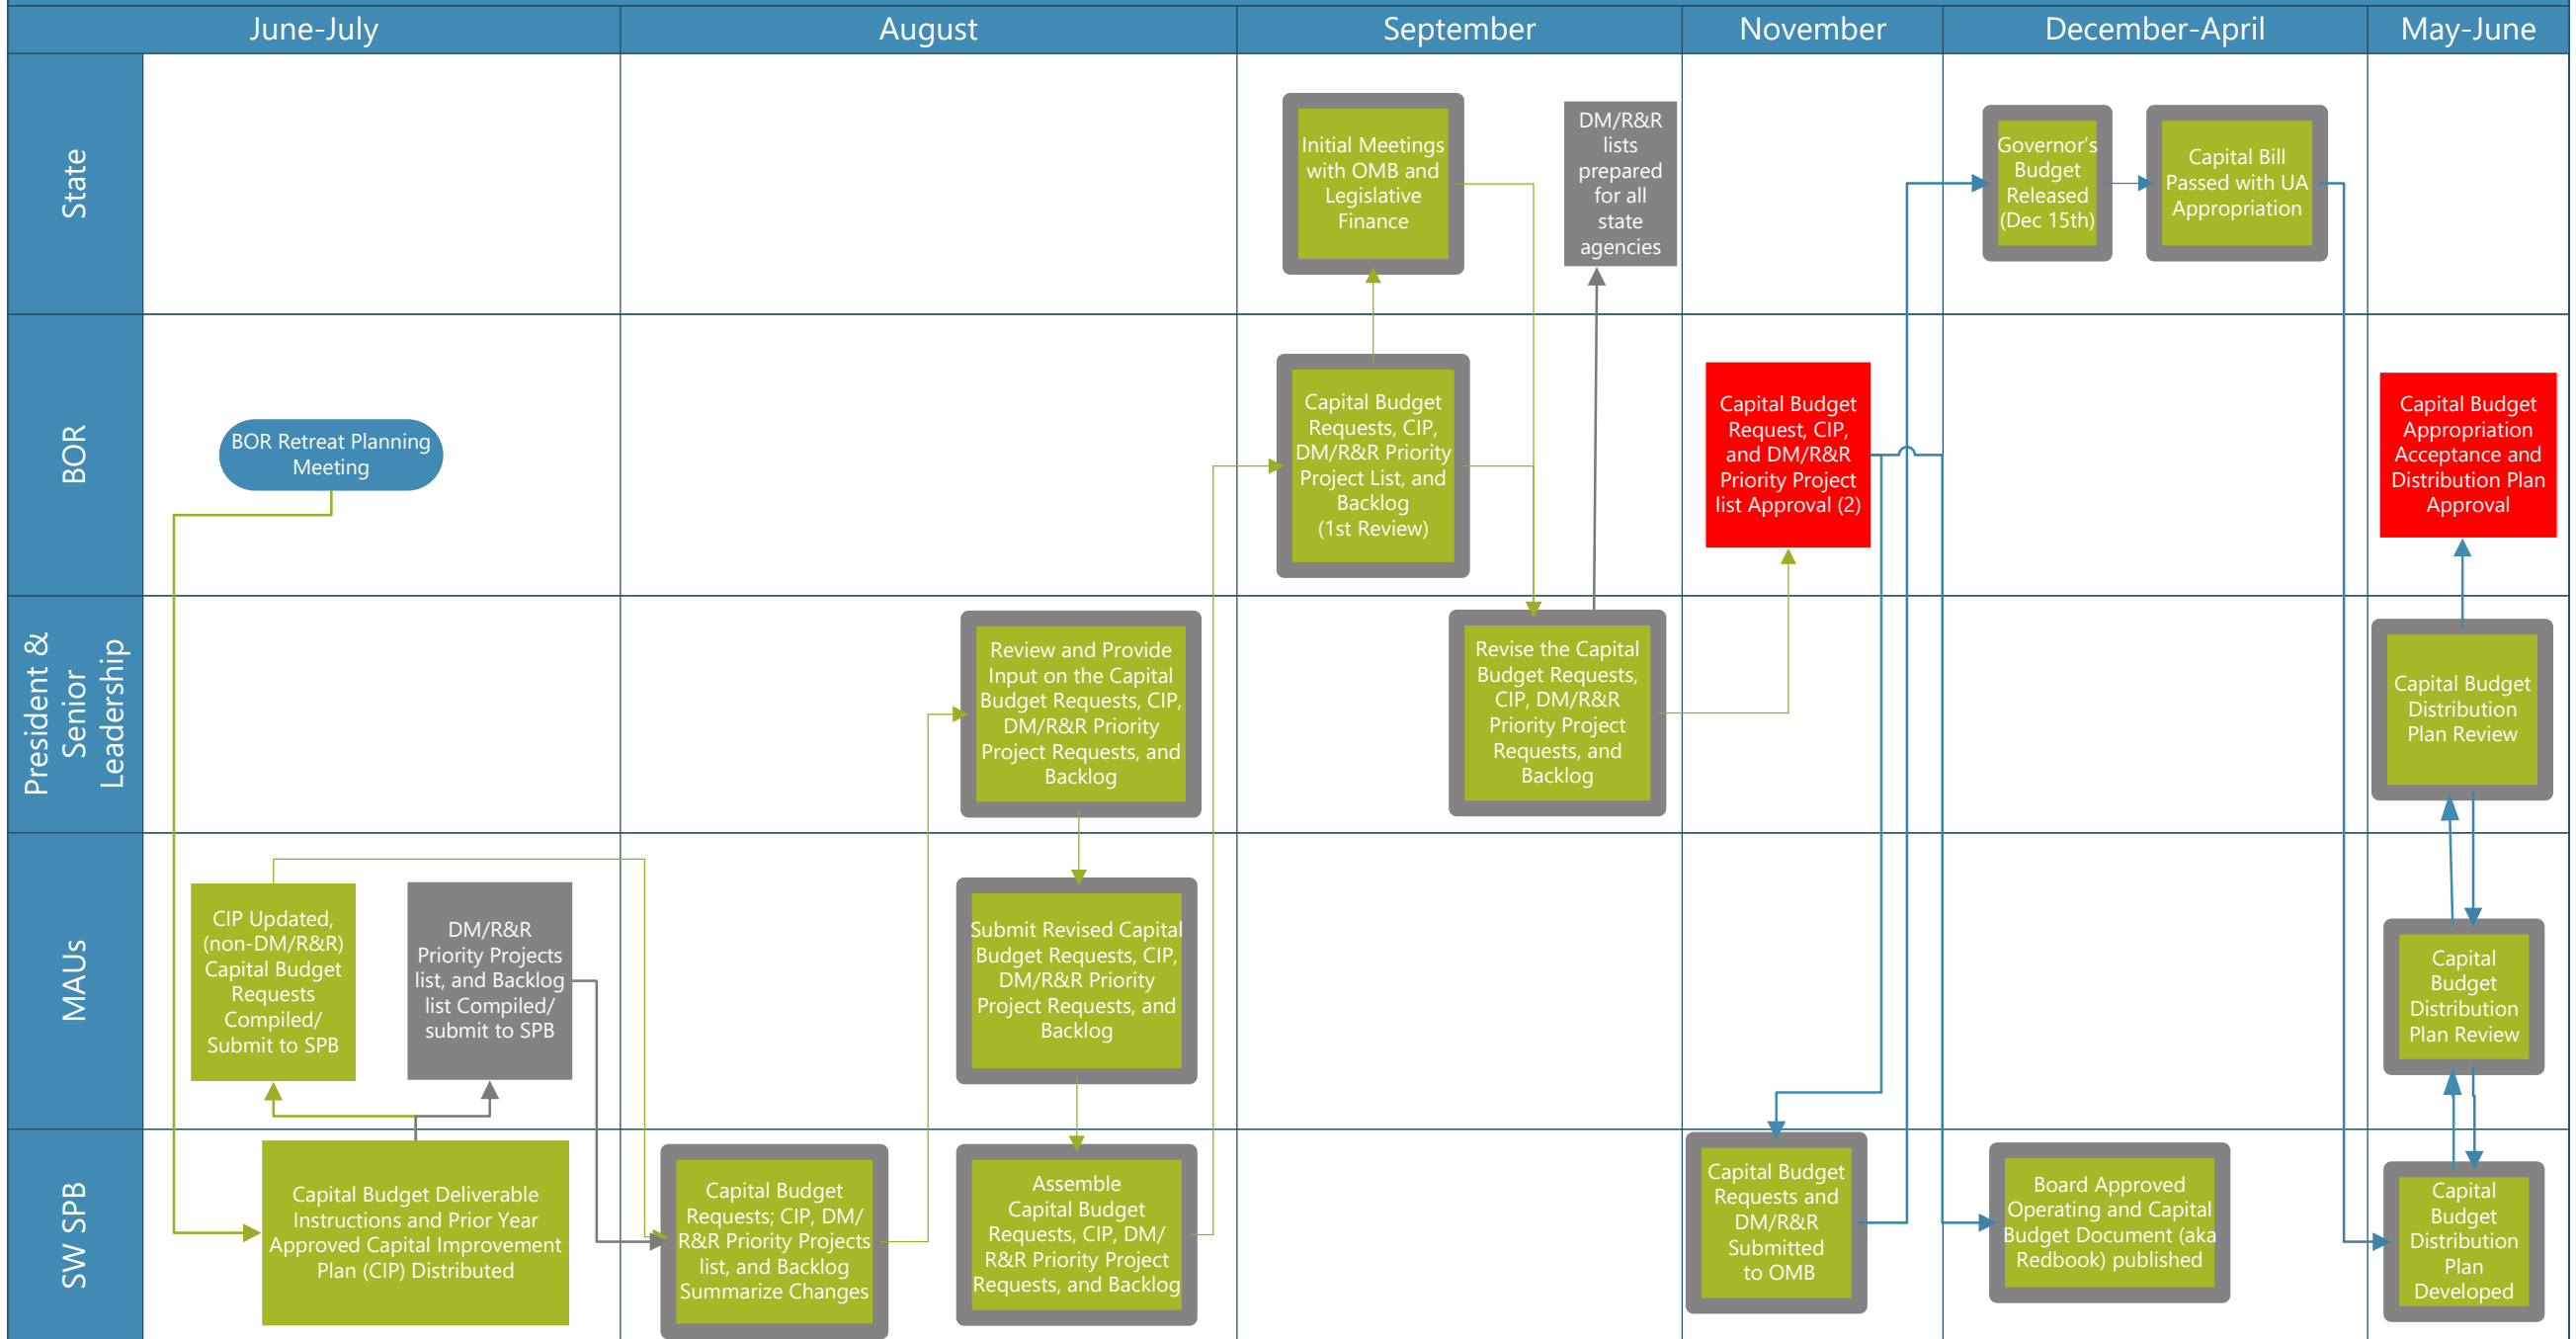 June-July
August
September
November
December-April
May-June
State
Initial Meetings
with OMB and
Legislative
Finance
DM/R&R
lists
prepared
for all
state
agencies
Governor's
Budget
Released
(Dec 15th)
Capital Bill
Passed with UA
Appropriation
BOR
BOR Retreat Planning
Meeting
Capital Budget
Requests, CIP,
DM/R&R Priority
Project List, and
Backlog
(1st Review)
Capital Budget
Request, CIP,
and DM/R&R
Priority Project
list Approval (2)
Capital Budget
Appropriation
Acceptance and
Distribution Plan
Approval
President &
Senior
Leadership
Review and Provide
Input on the Capital
Budget Requests, CIP,
DM/R&R Priority
Project Requests, and
Backlog
Revise the Capital
Budget Requests,
CIP, DM/R&R
Priority Project
Requests, and
Backlog
Capital Budget
Distribution
Plan Review
MAUs
CIP Updated,
(non-DM/R&R)
Capital Budget
Requests
Compiled/
Submit to SPB
DM/R&R
Priority Projects
list, and Backlog
list Compiled/
submit to SPB
Submit Revised Capital
Budget Requests, CIP,
DM/R&R Priority
Project Requests, and
Backlog
Capital
Budget
Distribution
Plan Review
SW SPB
Capital Budget Deliverable
Instructions and Prior Year
Approved Capital Improvement
Plan (CIP) Distributed
Capital Budget
Requests; CIP, DM/
R&R Priority Projects
list, and Backlog
Summarize Changes
Assemble
Capital Budget
Requests, CIP, DM/
R&R Priority Project
Requests, and Backlog
Capital Budget
Requests and
DM/R&R
Submitted
to OMB
Board Approved
Operating and Capital
Budget Document (aka
Redbook) published
Capital
Budget
Distribution
Plan
Developed